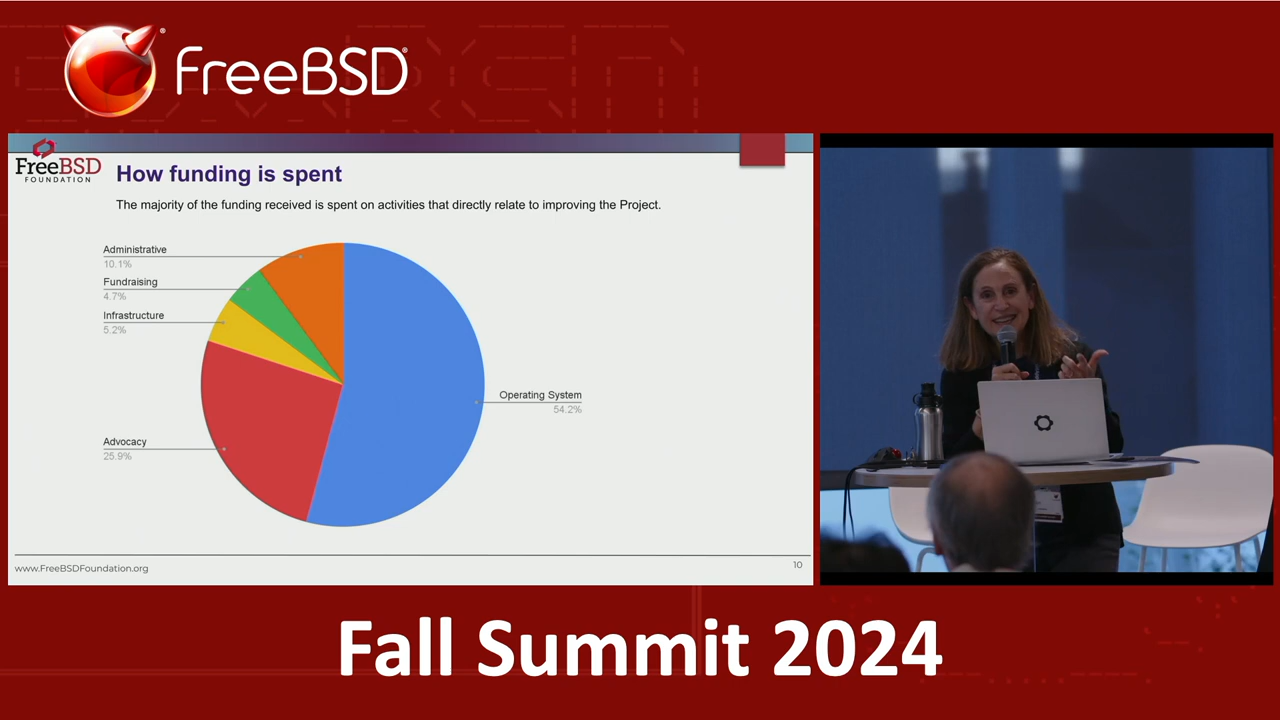 FreeBSD®
FreeBSD
FOUNDATION
How funding is spent
The majority of the funding received is spent on activities that directly relate to improving the Project.
Administrative
10.1%
Fundraising
4.7%
Infrastructure
5.2%
Advocacy
25.9%
Operating System
54.2%
www.FreeBSDFoundation.org
10
Fall Summit 2024